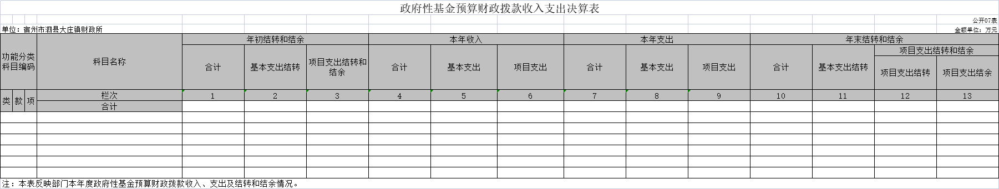 政府性基金预算财政拨款收入支出决算表
公开07表
单位：宿州市泗县大庄镇财政所
金额单位：万元
功能分类
科目编码
科目名称
年初结转和结余
本年收入
本年支出
年末结转和结余
合计
基本支出结转
项目支出结转和
结余
合计
基本支出
项目支出
合计
基本支出
项目支出
合计
基本支出结转
项目支出结转和结余
项目支出结转
项目支出结余
类 款 项
栏次 1 2 3 4 5 6 7 8 9 10 11 12 13
合计
注：本表反映部门本年度政府性基金预算财政拨款收入、支出及结转和结余情况。